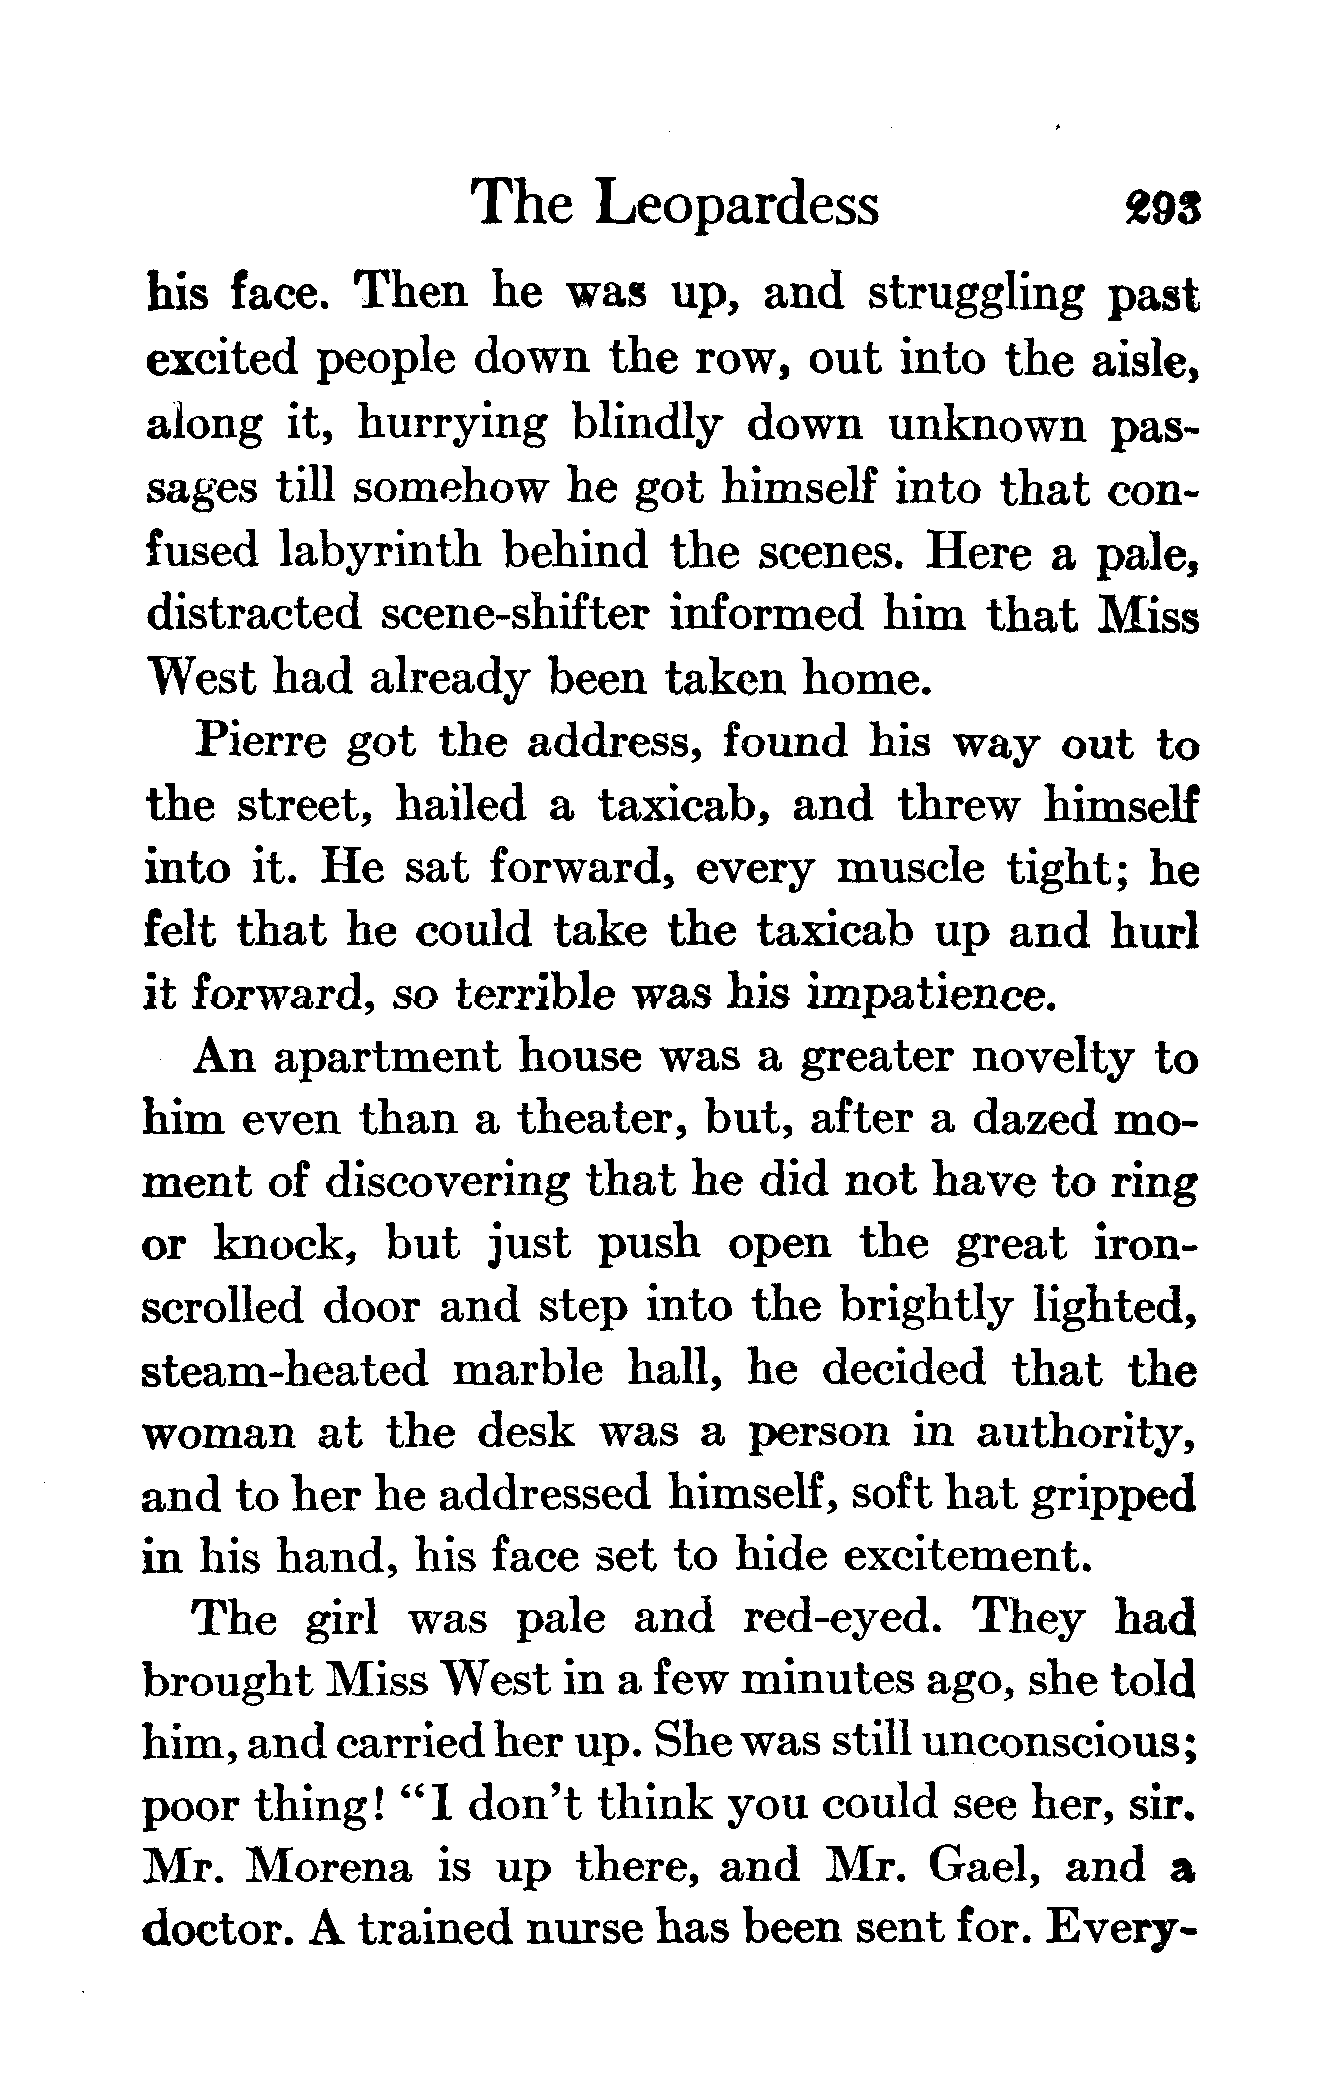 The Leopardess 293
his face. Then he was up, and struggling past
excited people down the row, out into the aisle,
along it, hurrying blindly down unknown pas-
sages till somehow he got himself into that con-
fused labyrinth behind the scenes. Here a pale,
distracted scene-shifter informed him that Miss
West had already been taken home.
Pierre got the address, found his way out to
the street, hailed a taxicab, and threw himself
into it. He sat forward, every muscle tight; he
felt that he could take the taxicab up and hurl
it forward, so terrible was his impatience.
An apartment house was a greater novelty to
him even than a theater, but, after a dazed mo-
ment of discovering that he did not have to ring
or knock, but just push open the great iron-
scrolled door and step into the brightly lighted,
steam-heated marble hall, he decided that the
woman at the desk was a person in authority,
and to her he addressed himself, soft hat gripped
in his hand, his face set to hide excitement.
The girl was pale and red-eyed. They had
brought Miss West in a few minutes ago, she told
him, and carried her up. She was still unconscious;
poor thing! "I don't think you could see her, sir.
Mr. Morena is up there, and Mr. Gael, and a
doctor. A trained nurse has been sent for. Every-